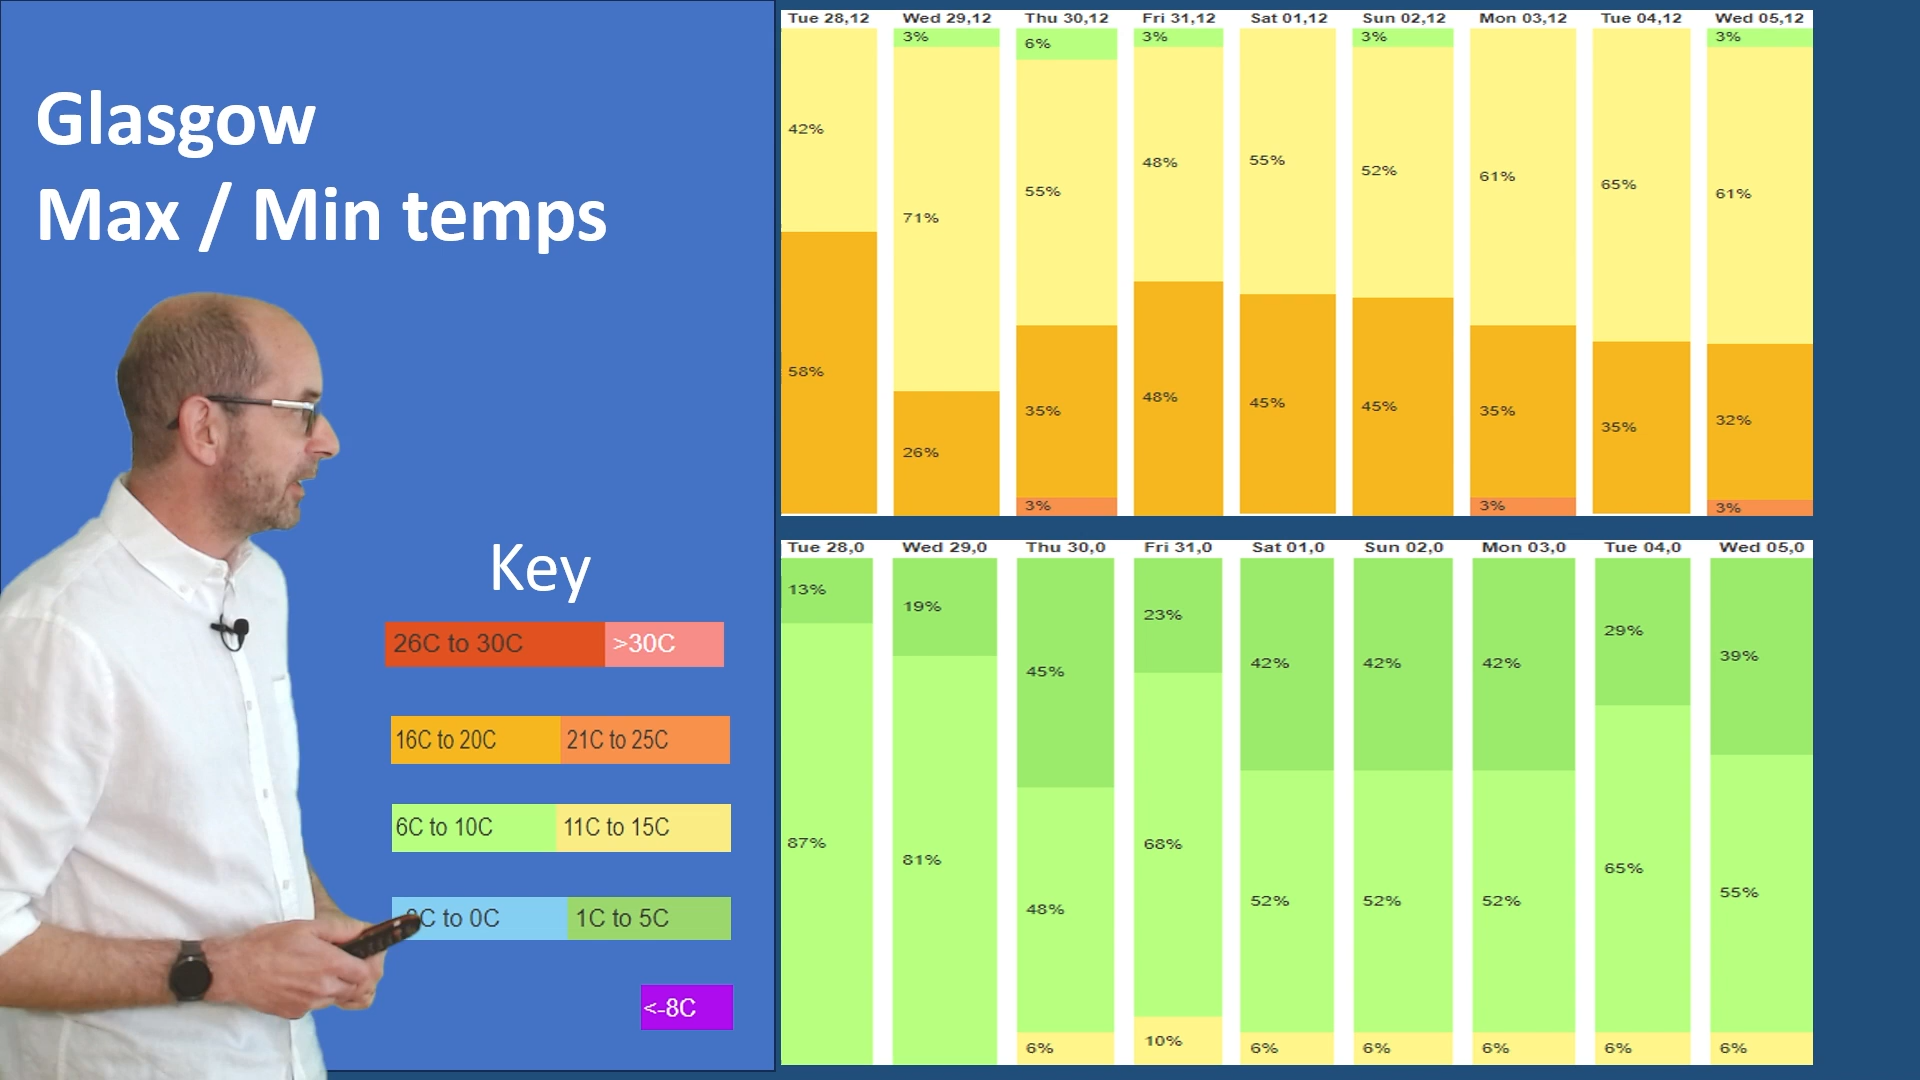 Glasgow
Max / Min temps
Key
26C to 30C >30C
16C to 20C 21C to 25C
6C to 10C 11C to 15C
C to 0C 1C to 5C
<-8C
Tue 28,12 Wed 29,12 Thu 30,12 Fri 31,12 Sat 01,12 Sun 02,12 Mon 03,12 Tue 04,12 Wed 05,12
3% 6% 3% 3% 3%
42% 71% 55% 48% 55% 52% 61% 65% 61%
58% 26% 35% 48% 45% 45% 35% 35% 32%
3% 3% 3%
Tue 28,0 Wed 29,0 Thu 30,0 Fri 31,0 Sat 01,0 Sun 02,0 Mon 03,0 Tue 04,0 Wed 05,0
13% 19% 45% 23% 42% 42% 42% 29% 39%
87% 81% 48% 68% 52% 52% 52% 65% 55%
6% 10% 6% 6% 6% 6% 6%